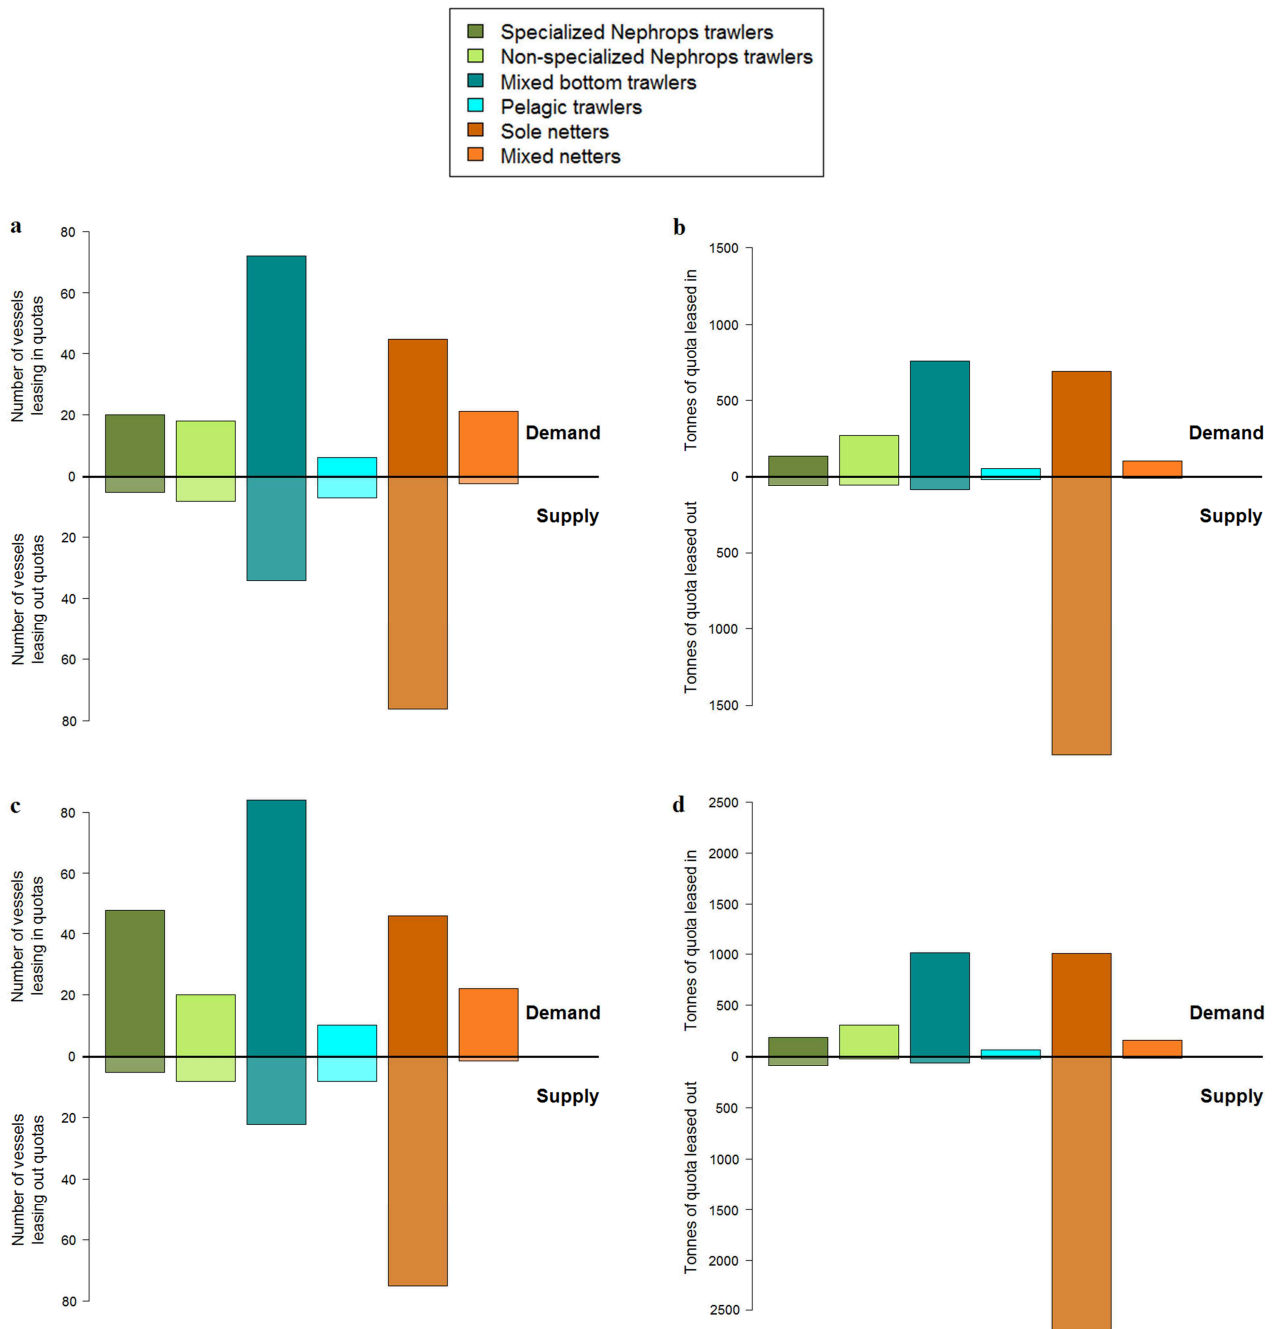 Specialized Nephrops trawlers
Non-specialized Nephrops trawlers
Mixed bottom trawlers
Pelagic trawlers
Sole netters
Mixed netters
a
80
60
40
20
0
20
40
60
80
Number of vessels
leasing in quotas
Number of vessels
leasing out quotas
Demand
Supply
b
1500
1000
500
0
500
1000
1500
Tonnes of quota leased in
Tonnes of quota leased out
Demand
Supply
c
80
60
40
20
0
20
40
60
80
Number of vessels
leasing in quotas
Number of vessels
leasing out quotas
Demand
Supply
d
2500
2000
1500
1000
500
0
500
1000
1500
2000
2500
Tonnes of quota leased in
Tonnes of quota leased out
Demand
Supply